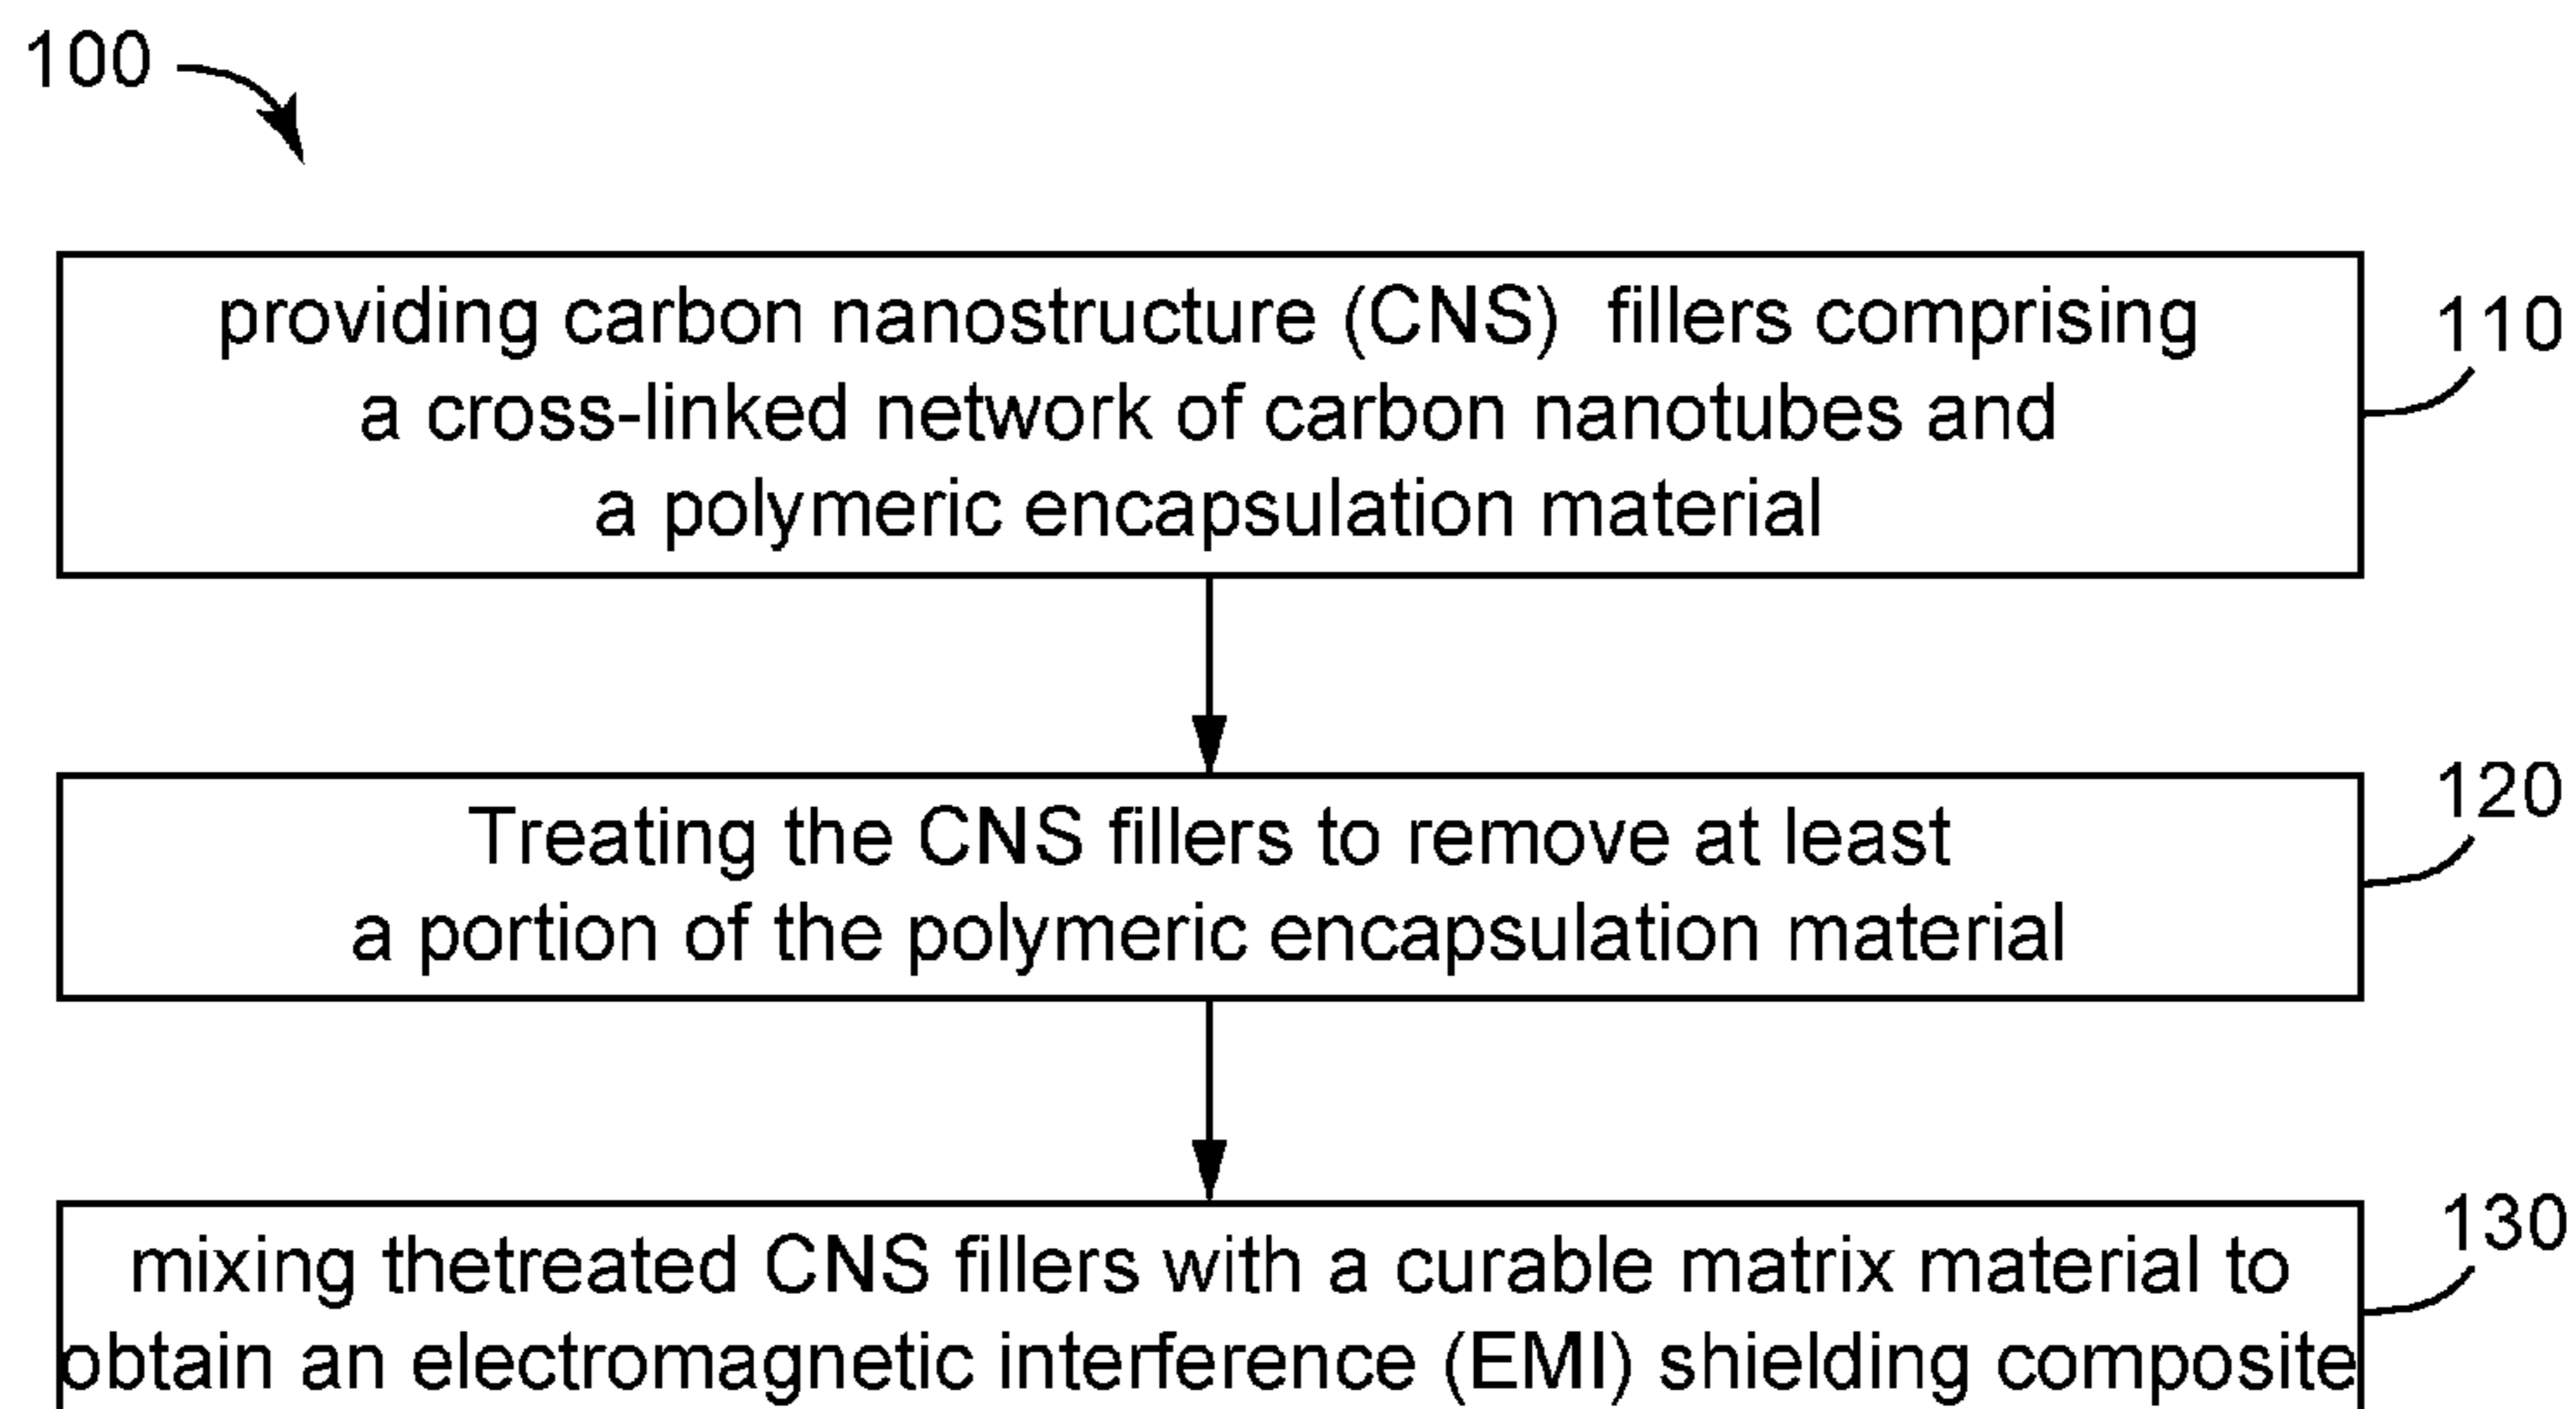 100
providing carbon nanostructure (CNS) fillers comprising
110
a cross-linked network of carbon nanotubes and
a polymeric encapsulation material
120
Treating the CNS fillers to remove at least
a portion of the polymeric encapsulation material
130
mixing thetreated CNS fillers with a curable matrix material to
obtain an electromagnetic interference (EMI) shielding composite